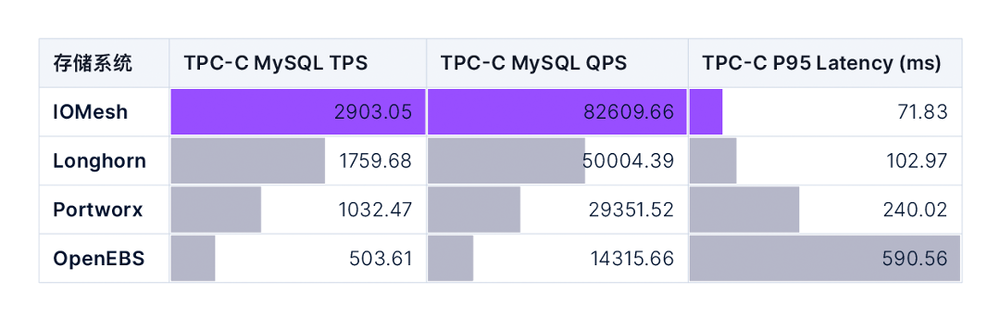 存储系统 TPC-C MySQL TPS TPC-C MySQL QPS TPC-C P95 Latency (ms)
IOMesh 2903.05 82609.66 71.83
Longhorn 1759.68 50004.39 102.97
Portworx 1032.47 29351.52 240.02
OpenEBS 503.61 14315.66 590.56